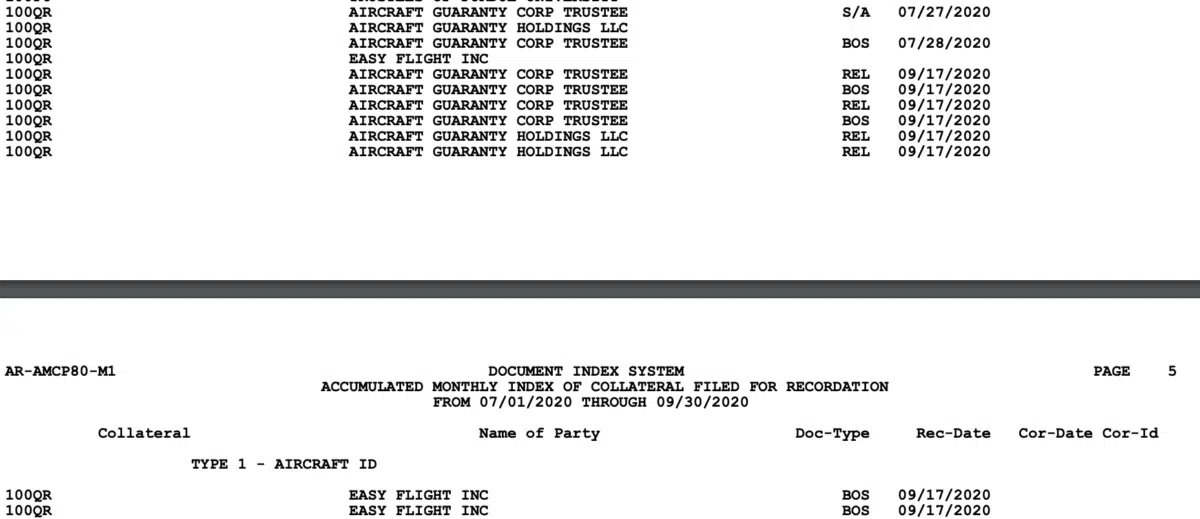 100QR AIRCRAFT GUARANTY CORP TRUSTEE S/A 07/27/2020
100QR AIRCRAFT GUARANTY HOLDINGS LLC
100QR AIRCRAFT GUARANTY CORP TRUSTEE BOS 07/28/2020
100QR EASY FLIGHT INC
100QR AIRCRAFT GUARANTY CORP TRUSTEE REL 09/17/2020
100QR AIRCRAFT GUARANTY CORP TRUSTEE BOS 09/17/2020
100QR AIRCRAFT GUARANTY CORP TRUSTEE REL 09/17/2020
100QR AIRCRAFT GUARANTY CORP TRUSTEE BOS 09/17/2020
100QR AIRCRAFT GUARANTY HOLDINGS LLC REL 09/17/2020
100QR AIRCRAFT GUARANTY HOLDINGS LLC REL 09/17/2020
AR-AMCP80-M1 DOCUMENT INDEX SYSTEM PAGE 5
ACCUMULATED MONTHLY INDEX OF COLLATERAL FILED FOR RECORDATION
FROM 07/01/2020 THROUGH 09/30/2020
Collateral Name of Party Doc-Type Rec-Date Cor-Date Cor-Id
TYPE 1 - AIRCRAFT ID
100QR EASY FLIGHT INC BOS 09/17/2020
100QR EASY FLIGHT INC BOS 09/17/2020